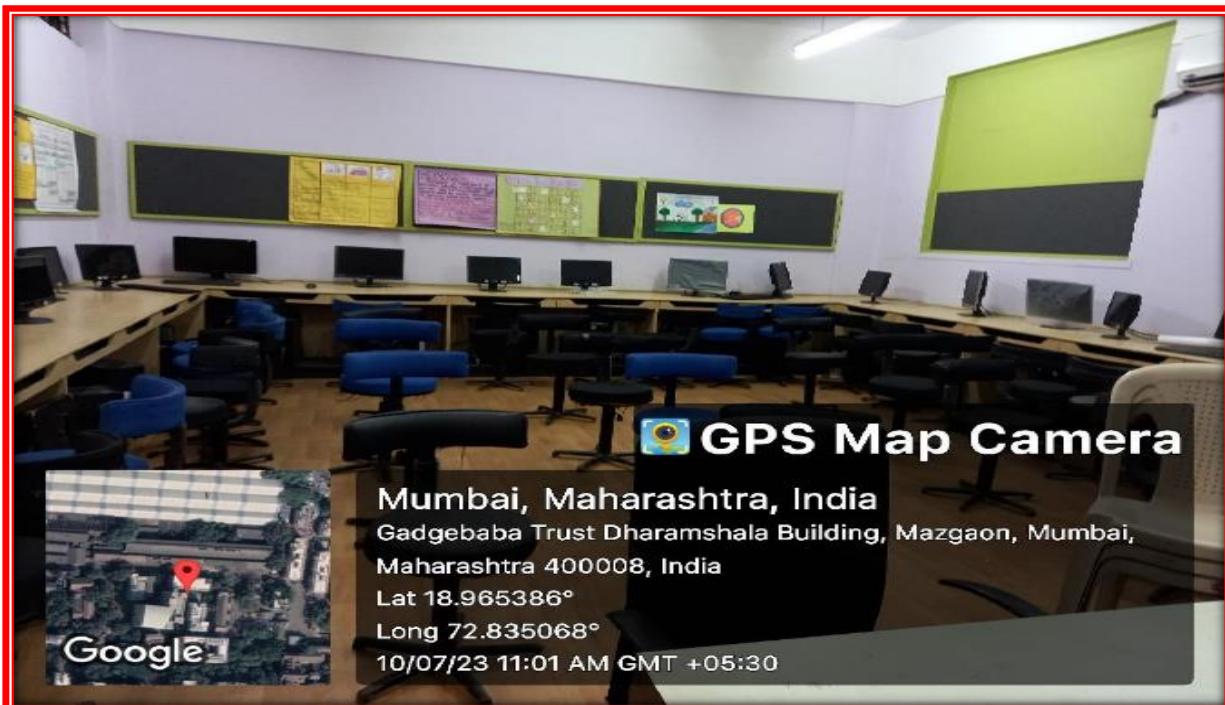 GPS Map Camera
Mumbai, Maharashtra, India
Gadgebaba Trust Dharamshala Building, Mazgaon, Mumbai,
Maharashtra 400008, India
Lat 18.965386°
Long 72.835068°
10/07/23 11:01 AM GMT +05:30
Google